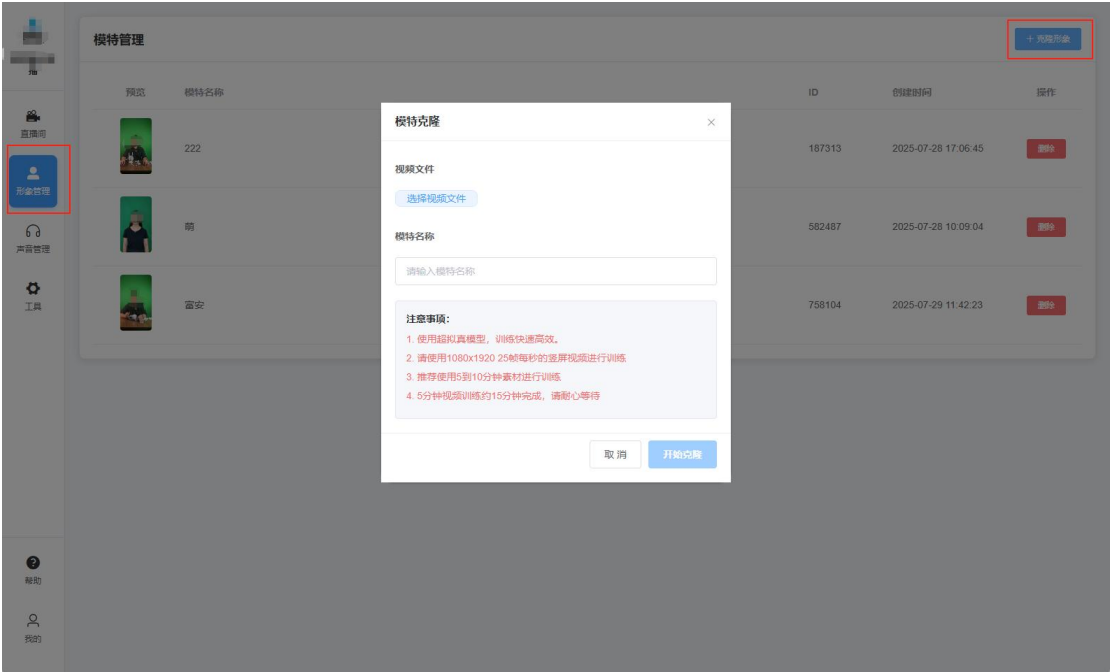 模特管理
+ 克隆形象
预览 模特名称 ID 创建时间 操作
222 187313 2025-07-28 17:06:45 删除
萌 582487 2025-07-28 10:09:04 删除
富安 758104 2025-07-29 11:42:23 删除
直播间
形象管理
声音管理
工具
帮助
我的
模特克隆
视频文件
选择视频文件
模特名称
请输入模特名称
注意事项：
1. 使用超拟真模型，训练快速高效。
2. 请使用1080x1920 25帧每秒的竖屏视频进行训练
3. 推荐使用5到10分钟素材进行训练
4. 5分钟视频训练约15分钟完成，请耐心等待
取 消
开始克隆